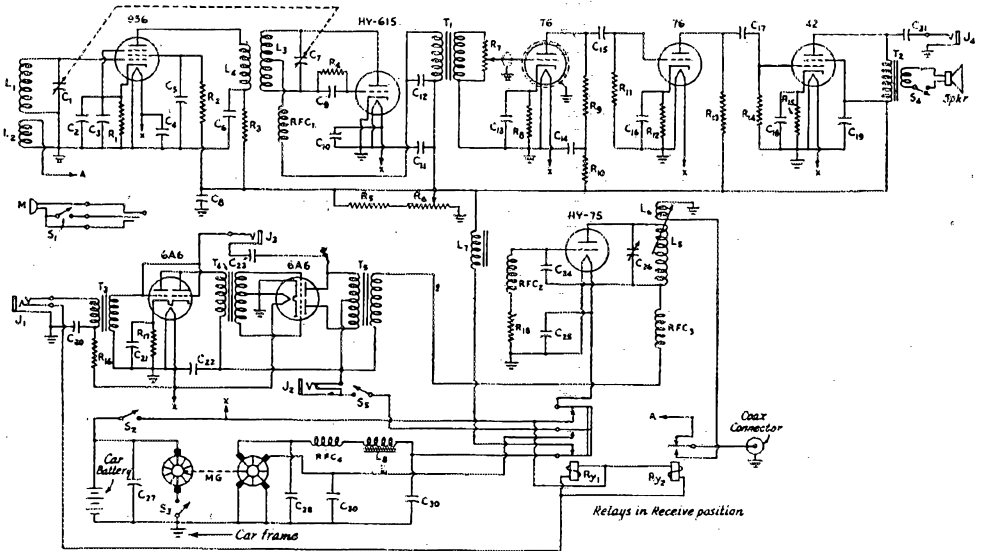 956
HY-615
T1
76
C15
76
C17
42
C31
J4
L1
C1
L4
L3
C7
R4
C9
R7
T2
S4
Spkr
L2
C2
C3
R1
C5
C4
R2
C6
R3
RFC1
C10
C12
C11
C13
R8
C14
R9
R10
R11
C16
R12
R13
R14
C18
R15
C19
A
X
X
X
X
X
M
S1
C8
R5
R6
L7
HY-75
L6
L5
C26
J3
6A6
T4
C23
6A6
T5
RFC2
C24
R18
C25
RFC3
J1
T3
C20
R16
C21
R17
C22
X
J2
S5
S2
X
A
Coax
Connector
Car
Battery
C27
S3
MG
RFC4
L8
C28
C30
C30
Ry1
Ry2
Car frame
Relays in Receive position